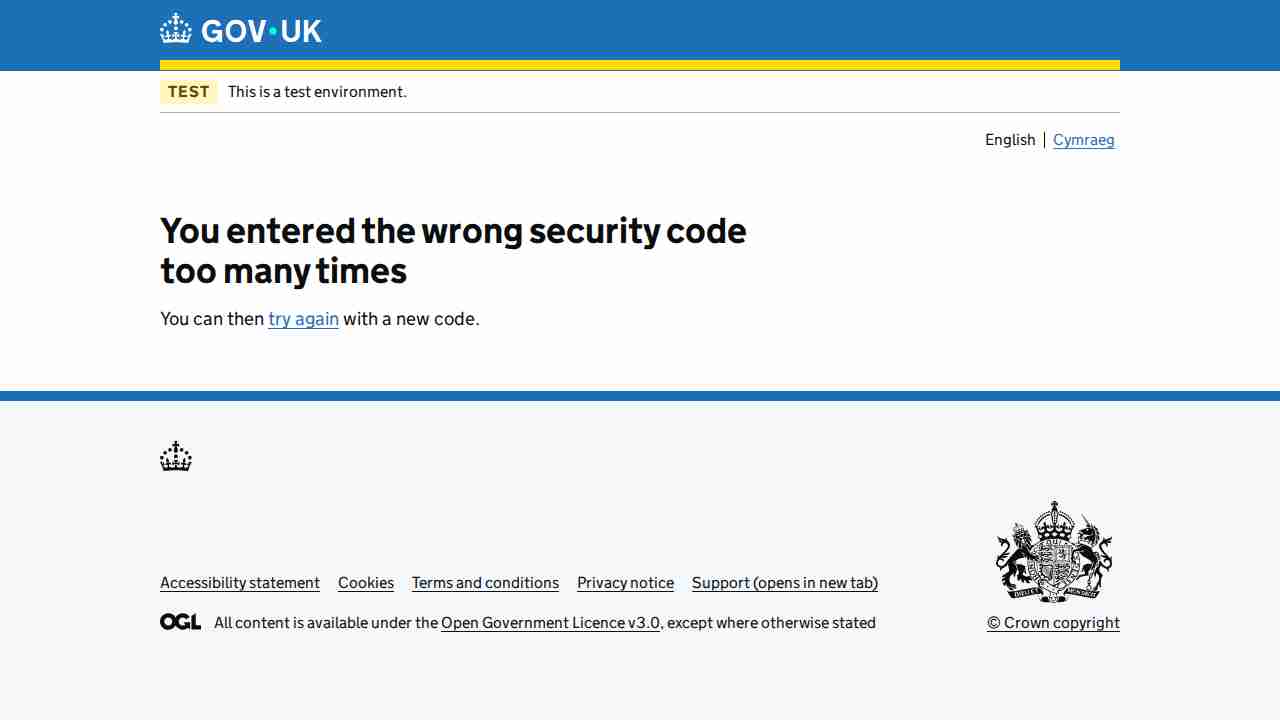 GOV·UK
TEST This is a test environment.
English | Cymraeg
You entered the wrong security code
too many times
You can then try again with a new code.
Accessibility statement Cookies Terms and conditions Privacy notice Support (opens in new tab)
OGL All content is available under the Open Government Licence v3.0, except where otherwise stated
© Crown copyright